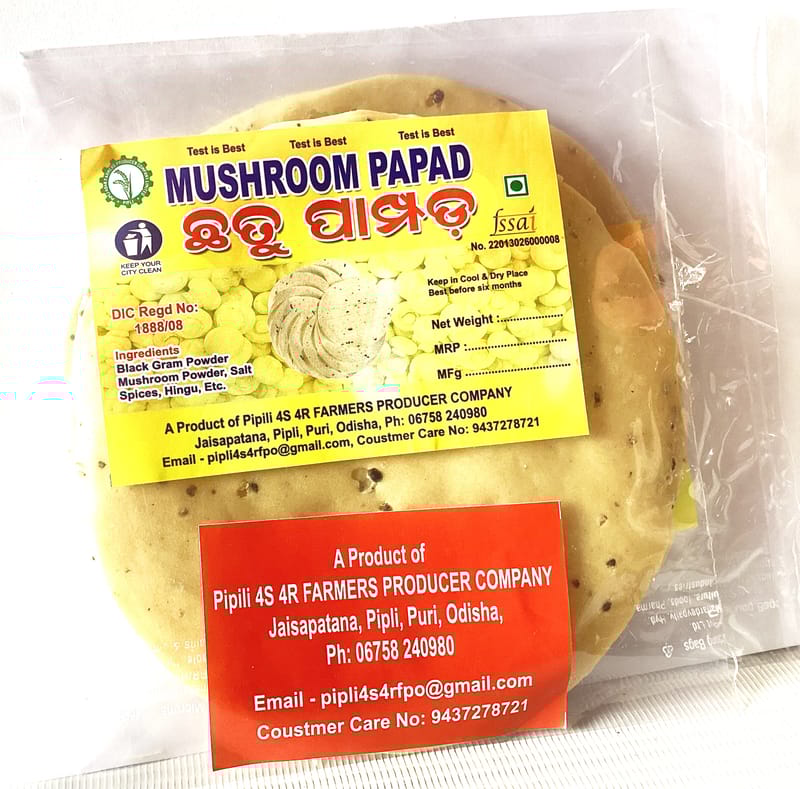 Test is Best Test is Best Test is Best
MUSHROOM PAPAD
ଛତୁ ପାମ୍ପଡ଼
fssai
No. 22013026000008
KEEP YOUR
CITY CLEAN
Keep in Cool & Dry Place
Best before six months
DIC Regd No:
1888/08
Net Weight :...................
MRP :.............................
MFg ...............................
Ingredients
Black Gram Powder
Mushroom Powder, Salt
Spices, Hingu, Etc.
A Product of Pipili 4S 4R FARMERS PRODUCER COMPANY
Jaisapatana, Pipli, Puri, Odisha, Ph: 06758 240980
Email - pipli4s4rfpo@gmail.com, Coustmer Care No: 9437278721
A Product of
Pipili 4S 4R FARMERS PRODUCER COMPANY
Jaisapatana, Pipli, Puri, Odisha,
Ph: 06758 240980
Email - pipli4s4rfpo@gmail.com
Coustmer Care No: 9437278721